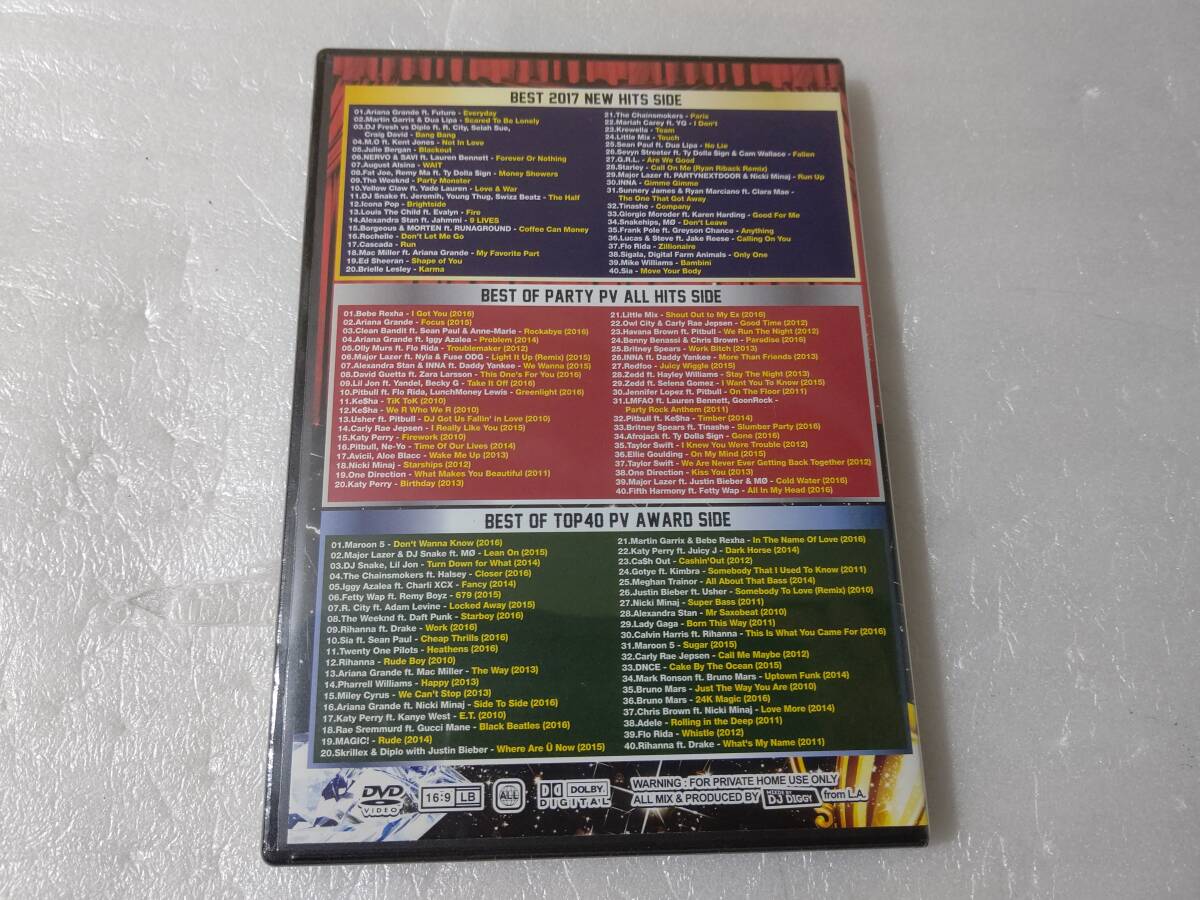 BEST 2017 NEW HITS SIDE
01.Ariana Grande ft. Future - Everyday
02.Martin Garrix & Dua Lipa - Scared To Be Lonely
03.DJ Fresh vs Diplo ft. R. City, Selah Sue,
Craig David - Bang Bang
04.M.O ft. Kent Jones - Not In Love
05.Julie Bergan - Blackout
06.NERVO & SAVI ft. Lauren Bennett - Forever Or Nothing
07.August Alsina - WAIT
08.Fat Joe, Remy Ma ft. Ty Dolla $ign - Money Showers
09.The Weeknd - Party Monster
10.Yellow Claw ft. Yade Lauren - Love & War
11.DJ Snake ft. Jeremih, Young Thug, Swizz Beatz - The Half
12.Icona Pop - Brightside
13.Louis The Child ft. Evalyn - Fire
14.Alexandra Stan ft. Jahmmi - 9 LIVES
15.Borgeous & MORTEN ft. RUNAGROUND - Coffee Can Money
16.Rochelle - Don't Let Me Go
17.Cascada - Run
18.Mac Miller ft. Ariana Grande - My Favorite Part
19.Ed Sheeran - Shape of You
20.Brielle Lesley - Karma
21.The Chainsmokers - Paris
22.Mariah Carey ft. YG - I Don't
23.Krewella - Team
24.Little Mix - Touch
25.Sean Paul ft. Dua Lipa - No Lie
26.Sevyn Streeter ft. Ty Dolla $ign & Cam Wallace - Fallen
27.G.R.L. - Are We Good
28.Starley - Call On Me (Ryan Riback Remix)
29.Major Lazer ft. PARTYNEXTDOOR & Nicki Minaj - Run Up
30.INNA - Gimme Gimme
31.Sunnery James & Ryan Marciano ft. Clara Mae -
The One That Got Away
32.Tinashe - Company
33.Giorgio Moroder ft. Karen Harding - Good For Me
34.Snakehips, MØ - Don't Leave
35.Frank Pole ft. Greyson Chance - Anything
36.Lucas & Steve ft. Jake Reese - Calling On You
37.Flo Rida - Zillionaire
38.Sigala, Digital Farm Animals - Only One
39.Mike Williams - Bambini
40.Sia - Move Your Body
BEST OF PARTY PV ALL HITS SIDE
01.Bebe Rexha - I Got You (2016)
02.Ariana Grande - Focus (2015)
03.Clean Bandit ft. Sean Paul & Anne-Marie - Rockabye (2016)
04.Ariana Grande ft. Iggy Azalea - Problem (2014)
05.Olly Murs ft. Flo Rida - Troublemaker (2012)
06.Major Lazer ft. Nyla & Fuse ODG - Light It Up (Remix) (2015)
07.Alexandra Stan & INNA ft. Daddy Yankee - We Wanna (2015)
08.David Guetta ft. Zara Larsson - This One's For You (2016)
09.Lil Jon ft. Yandel, Becky G - Take It Off (2016)
10.Pitbull ft. Flo Rida, LunchMoney Lewis - Greenlight (2016)
11.Ke$ha - TiK ToK (2010)
12.Ke$ha - We R Who We R (2010)
13.Usher ft. Pitbull - DJ Got Us Fallin' in Love (2010)
14.Carly Rae Jepsen - I Really Like You (2015)
15.Katy Perry - Firework (2010)
16.Pitbull, Ne-Yo - Time Of Our Lives (2014)
17.Avicii, Aloe Blacc - Wake Me Up (2013)
18.Nicki Minaj - Starships (2012)
19.One Direction - What Makes You Beautiful (2011)
20.Katy Perry - Birthday (2013)
21.Little Mix - Shout Out to My Ex (2016)
22.Owl City & Carly Rae Jepsen - Good Time (2012)
23.Havana Brown ft. Pitbull - We Run The Night (2012)
24.Benny Benassi & Chris Brown - Paradise (2016)
25.Britney Spears - Work Bitch (2013)
26.INNA ft. Daddy Yankee - More Than Friends (2013)
27.Redfoo - Juicy Wiggle (2015)
28.Zedd ft. Hayley Williams - Stay The Night (2013)
29.Zedd ft. Selena Gomez - I Want You To Know (2015)
30.Jennifer Lopez ft. Pitbull - On The Floor (2011)
31.LMFAO ft. Lauren Bennett, GoonRock -
Party Rock Anthem (2011)
32.Pitbull ft. Ke$ha - Timber (2014)
33.Britney Spears ft. Tinashe - Slumber Party (2016)
34.Afrojack ft. Ty Dolla $ign - Gone (2016)
35.Taylor Swift - I Knew You Were Trouble (2012)
36.Ellie Goulding - On My Mind (2015)
37.Taylor Swift - We Are Never Ever Getting Back Together (2012)
38.One Direction - Kiss You (2013)
39.Major Lazer ft. Justin Bieber & MØ - Cold Water (2016)
40.Fifth Harmony ft. Fetty Wap - All In My Head (2016)
BEST OF TOP40 PV AWARD SIDE
01.Maroon 5 - Don't Wanna Know (2016)
02.Major Lazer & DJ Snake ft. MØ - Lean On (2015)
03.DJ Snake, Lil Jon - Turn Down for What (2014)
04.The Chainsmokers ft. Halsey - Closer (2016)
05.Iggy Azalea ft. Charli XCX - Fancy (2014)
06.Fetty Wap ft. Remy Boyz - 679 (2015)
07.R. City ft. Adam Levine - Locked Away (2015)
08.The Weeknd ft. Daft Punk - Starboy (2016)
09.Rihanna ft. Drake - Work (2016)
10.Sia ft. Sean Paul - Cheap Thrills (2016)
11.Twenty One Pilots - Heathens (2016)
12.Rihanna - Rude Boy (2010)
13.Ariana Grande ft. Mac Miller - The Way (2013)
14.Pharrell Williams - Happy (2013)
15.Miley Cyrus - We Can't Stop (2013)
16.Ariana Grande ft. Nicki Minaj - Side To Side (2016)
17.Katy Perry ft. Kanye West - E.T. (2010)
18.Rae Sremmurd ft. Gucci Mane - Black Beatles (2016)
19.MAGIC! - Rude (2014)
20.Skrillex & Diplo with Justin Bieber - Where Are Ü Now (2015)
21.Martin Garrix & Bebe Rexha - In The Name Of Love (2016)
22.Katy Perry ft. Juicy J - Dark Horse (2014)
23.Ca$h Out - Cashin'Out (2012)
24.Gotye ft. Kimbra - Somebody That I Used To Know (2011)
25.Meghan Trainor - All About That Bass (2014)
26.Justin Bieber ft. Usher - Somebody To Love (Remix) (2010)
27.Nicki Minaj - Super Bass (2011)
28.Alexandra Stan - Mr Saxobeat (2010)
29.Lady Gaga - Born This Way (2011)
30.Calvin Harris ft. Rihanna - This Is What You Came For (2016)
31.Maroon 5 - Sugar (2015)
32.Carly Rae Jepsen - Call Me Maybe (2012)
33.DNCE - Cake By The Ocean (2015)
34.Mark Ronson ft. Bruno Mars - Uptown Funk (2014)
35.Bruno Mars - Just The Way You Are (2010)
36.Bruno Mars - 24K Magic (2016)
37.Chris Brown ft. Nicki Minaj - Love More (2014)
38.Adele - Rolling in the Deep (2011)
39.Flo Rida - Whistle (2012)
40.Rihanna ft. Drake - What's My Name (2011)
DVD VIDEO
16:9 LB
ALL
DOLBY DIGITAL
WARNING : FOR PRIVATE HOME USE ONLY
ALL MIX & PRODUCED BY MIXED BY DJ DIGGY from L.A.